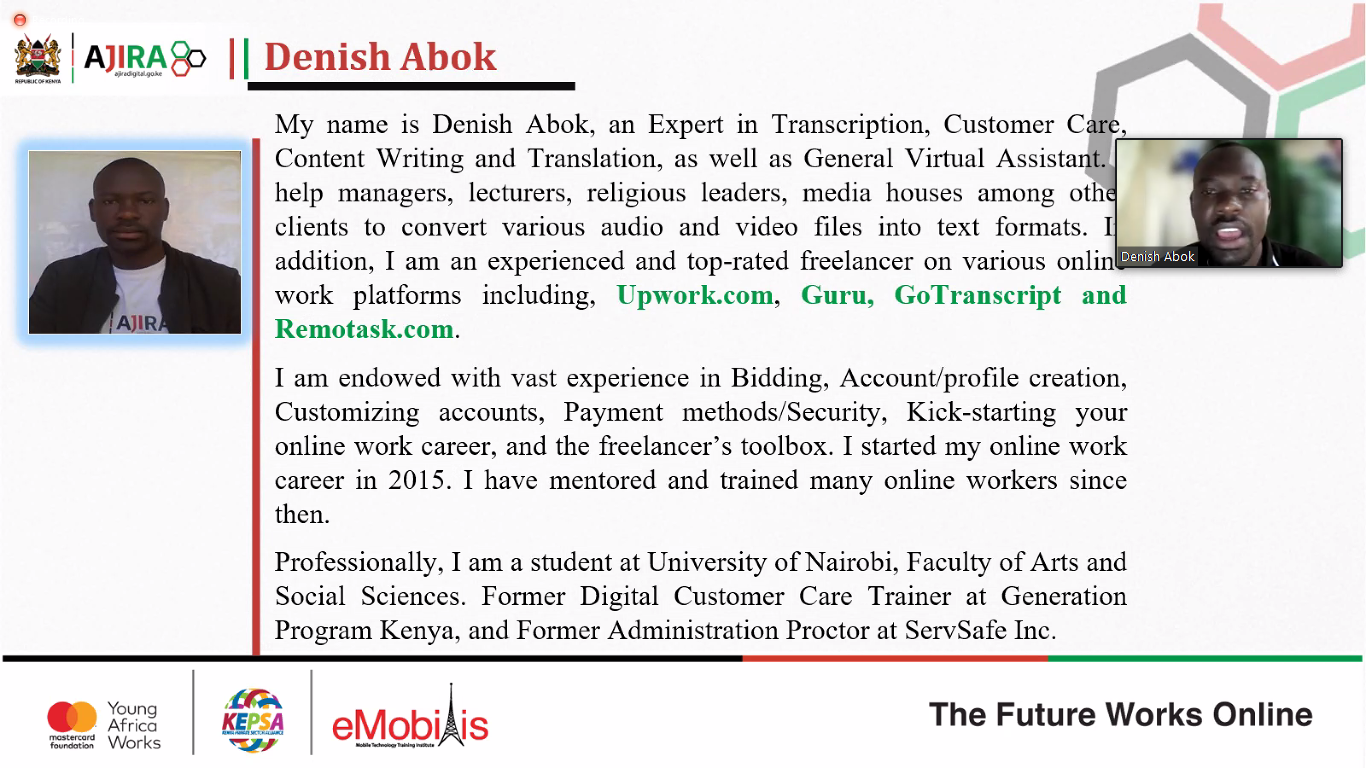 REPUBLIC OF KENYA
AJIRA
ajiradigital.go.ke
Denish Abok
My name is Denish Abok, an Expert in Transcription, Customer Care,
Content Writing and Translation, as well as General Virtual Assistant.
help managers, lecturers, religious leaders, media houses among othe
clients to convert various audio and video files into text formats. I
addition, I am an experienced and top-rated freelancer on various online
work platforms including, Upwork.com, Guru, GoTranscript and
Remotask.com.
I am endowed with vast experience in Bidding, Account/profile creation,
Customizing accounts, Payment methods/Security, Kick-starting your
online work career, and the freelancer's toolbox. I started my online work
career in 2015. I have mentored and trained many online workers since
then.
Professionally, I am a student at University of Nairobi, Faculty of Arts and
Social Sciences. Former Digital Customer Care Trainer at Generation
Program Kenya, and Former Administration Proctor at ServSafe Inc.
AJIRA
Denish Abok
mastercard
foundation
Young
Africa
Works
KEPSA
eMobilis
Mobile Technology Training Institute
The Future Works Online